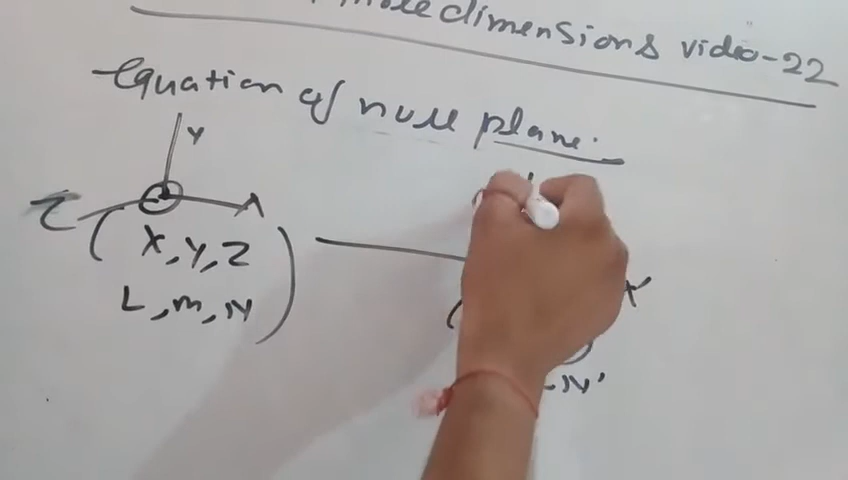 dimensions video-22
Equation of null plane.
Y
Z
X, Y, Z
L, M, N
N'